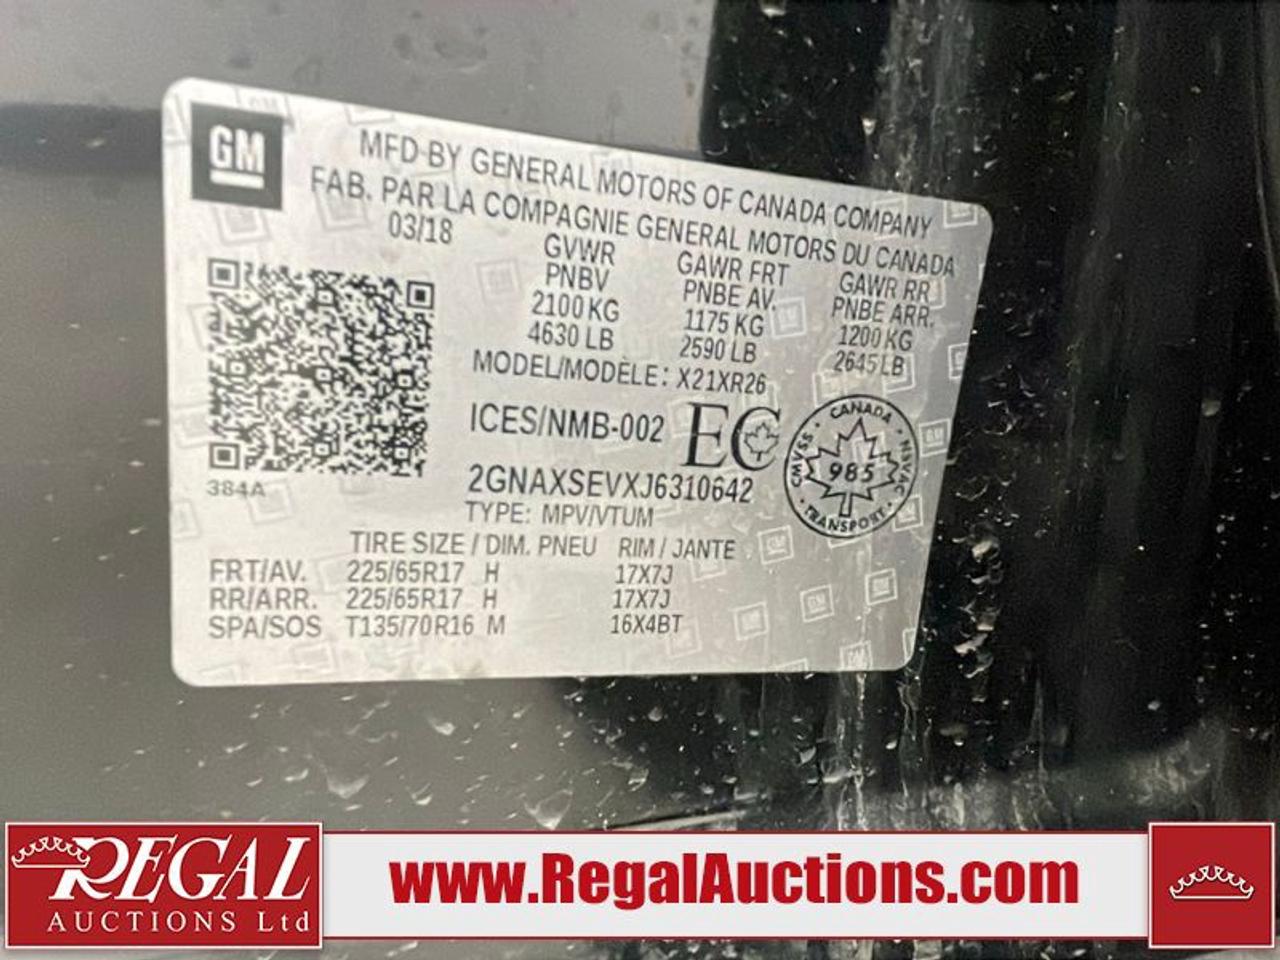 GM
MFD BY GENERAL MOTORS OF CANADA COMPANY
FAB. PAR LA COMPAGNIE GENERAL MOTORS DU CANADA
03/18
GVWR GAWR FRT GAWR RR
PNBV PNBE AV. PNBE ARR.
2100 KG 1175 KG 1200 KG
4630 LB 2590 LB 2645 LB
MODEL/MODÈLE: X21XR26
ICES/NMB-002 EC
CANADA
CMVSS · NSVAC
985
TRANSPORT
384A
2GNAXSEVXJ6310642
TYPE: MPV/VTUM
TIRE SIZE / DIM. PNEU RIM / JANTE
FRT/AV. 225/65R17 H 17X7J
RR/ARR. 225/65R17 H 17X7J
SPA/SOS T135/70R16 M 16X4BT
REGAL
AUCTIONS Ltd
www.RegalAuctions.com